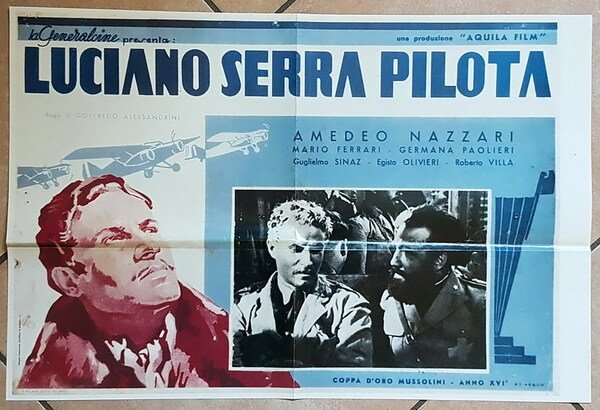 la Generalcine presenta:
una produzione "AQUILA FILM"
LUCIANO SERRA PILOTA
Regia di GOFFREDO ALESSANDRINI
AMEDEO NAZZARI
MARIO FERRARI - GERMANA PAOLIERI
Guglielmo SINAZ - Egisto OLIVIERI - Roberto VILLA
COPPA D'ORO MUSSOLINI - ANNO XVI°